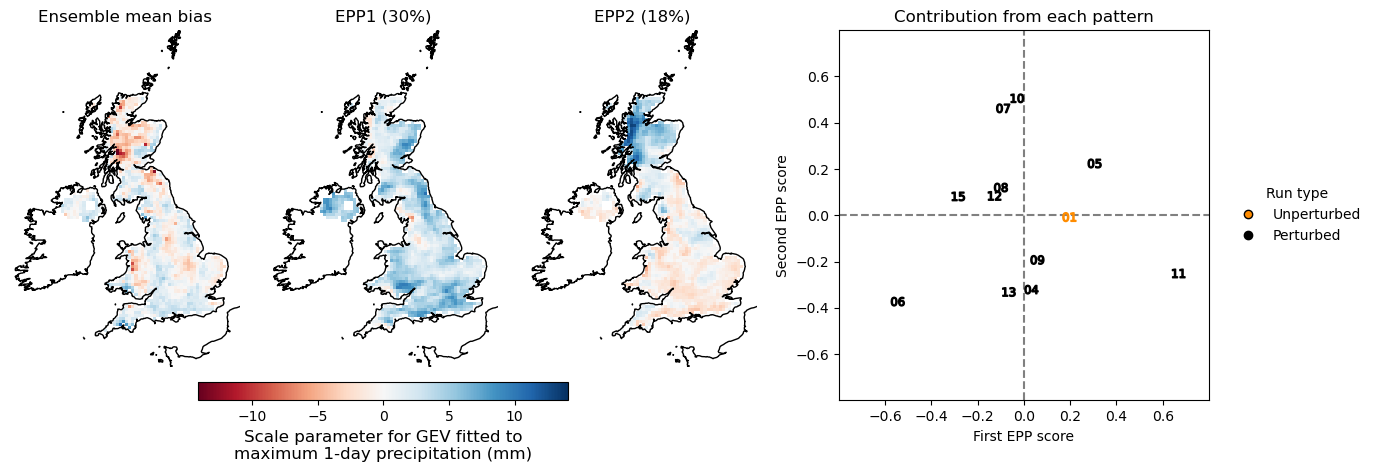 Ensemble mean bias
EPP1 (30%)
EPP2 (18%)
Contribution from each pattern
−10
−5
0
5
10
Scale parameter for GEV fitted to
maximum 1-day precipitation (mm)
Second EPP score
0.6
0.4
0.2
0.0
−0.2
−0.4
−0.6
10
07
05
08
15
12
01
09
11
13
04
06
−0.6
−0.4
−0.2
0.0
0.2
0.4
0.6
First EPP score
Run type
Unperturbed
Perturbed